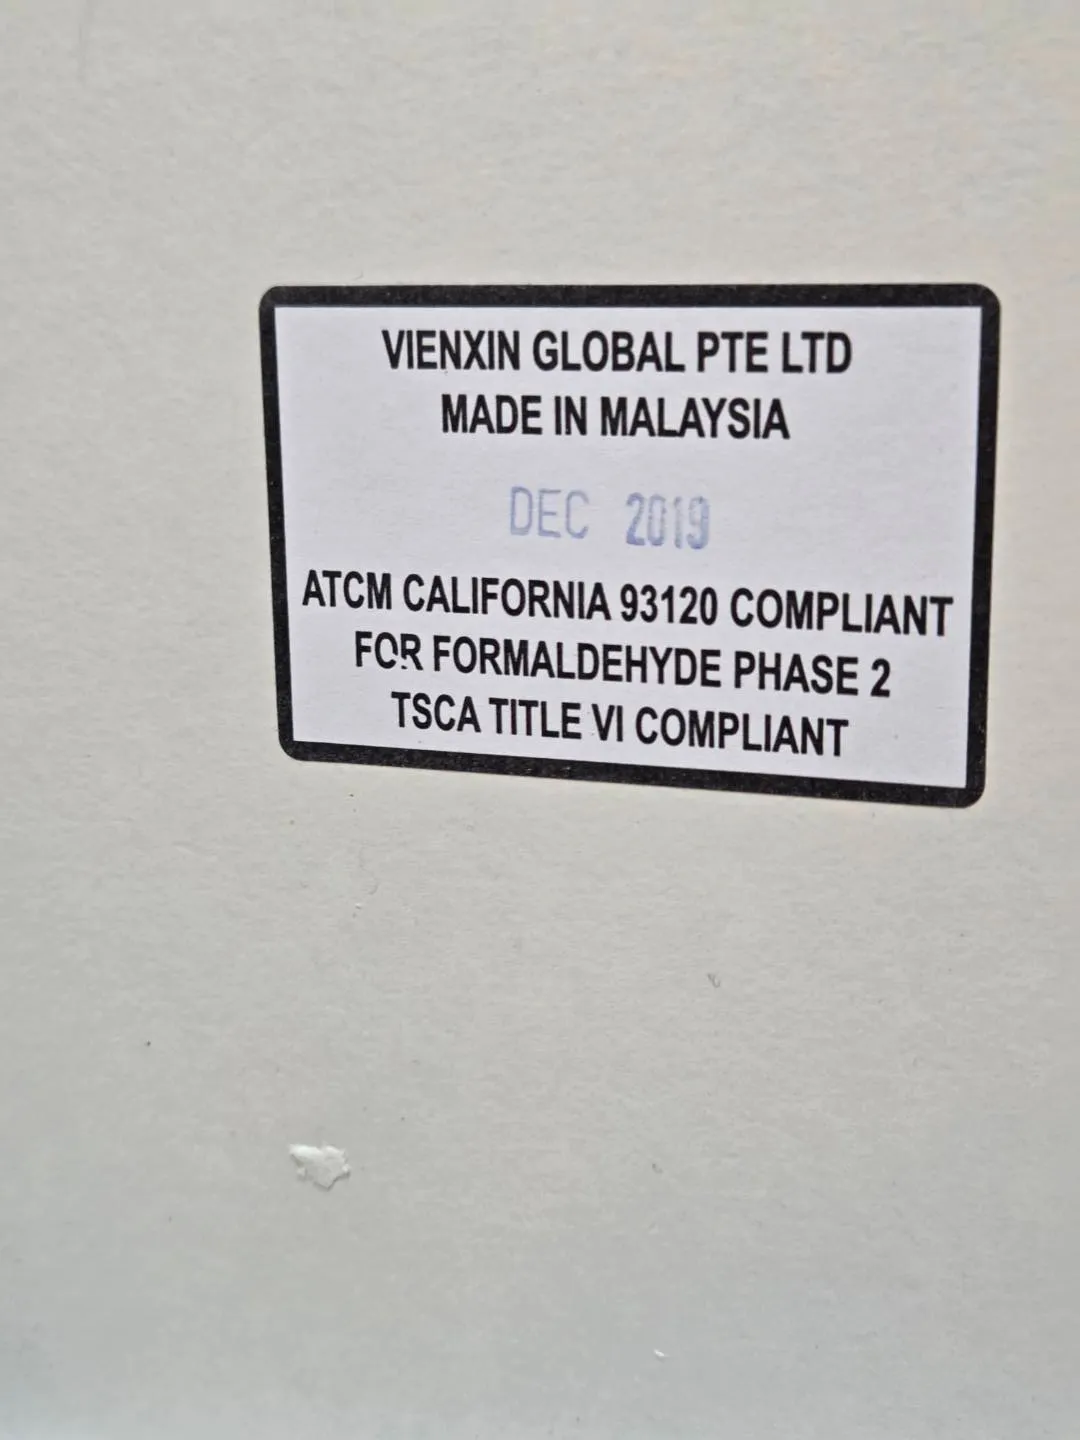 VIENXIN GLOBAL PTE LTD
MADE IN MALAYSIA
DEC 2019
ATCM CALIFORNIA 93120 COMPLIANT
FOR FORMALDEHYDE PHASE 2
TSCA TITLE VI COMPLIANT